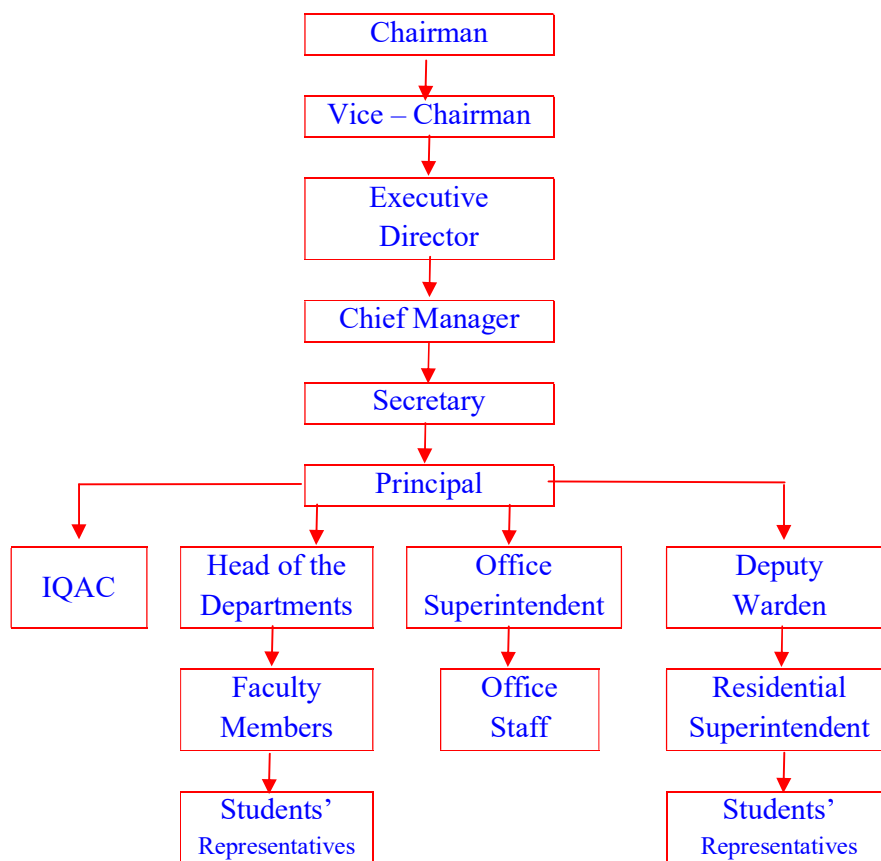 Chairman
Vice – Chairman
Executive
Director
Chief Manager
Secretary
Principal
IQAC
Head of the
Departments
Office
Superintendent
Deputy
Warden
Faculty
Members
Office
Staff
Residential
Superintendent
Students’
Representatives
Students’
Representatives